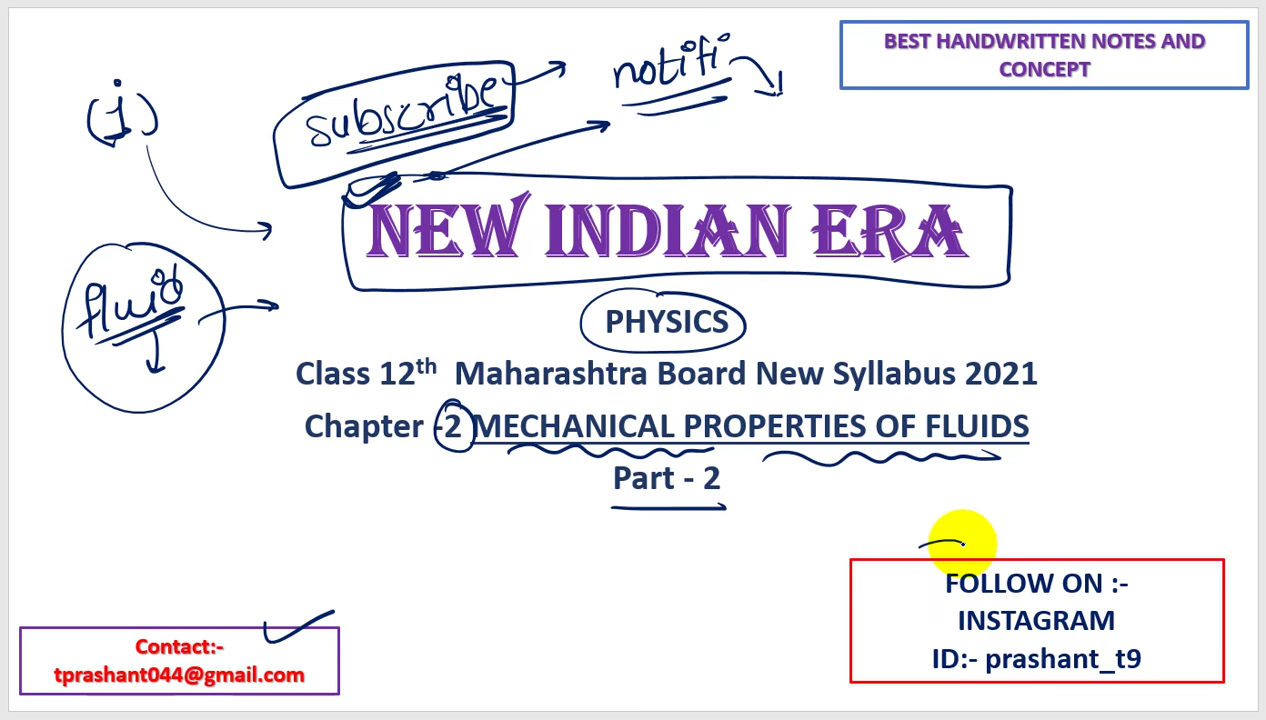 BEST HANDWRITTEN NOTES AND
CONCEPT
notifi
subscribe
(1)
NEW INDIAN ERA
fluid
PHYSICS
Class 12th Maharashtra Board New Syllabus 2021
Chapter -2 MECHANICAL PROPERTIES OF FLUIDS
Part - 2
FOLLOW ON :-
INSTAGRAM
ID:- prashant_t9
Contact:-
tprashant044@gmail.com